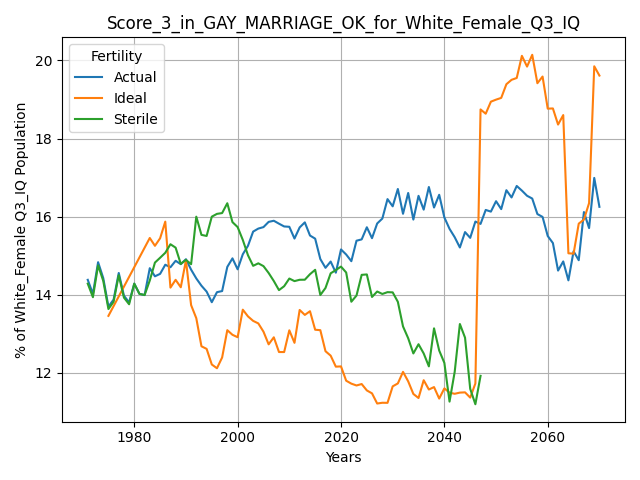 Score_3_in_GAY_MARRIAGE_OK_for_White_Female_Q3_IQ
Fertility
Actual
Ideal
Sterile
% of White_Female Q3_IQ Population
20
18
16
14
12
1980
2000
2020
2040
2060
Years